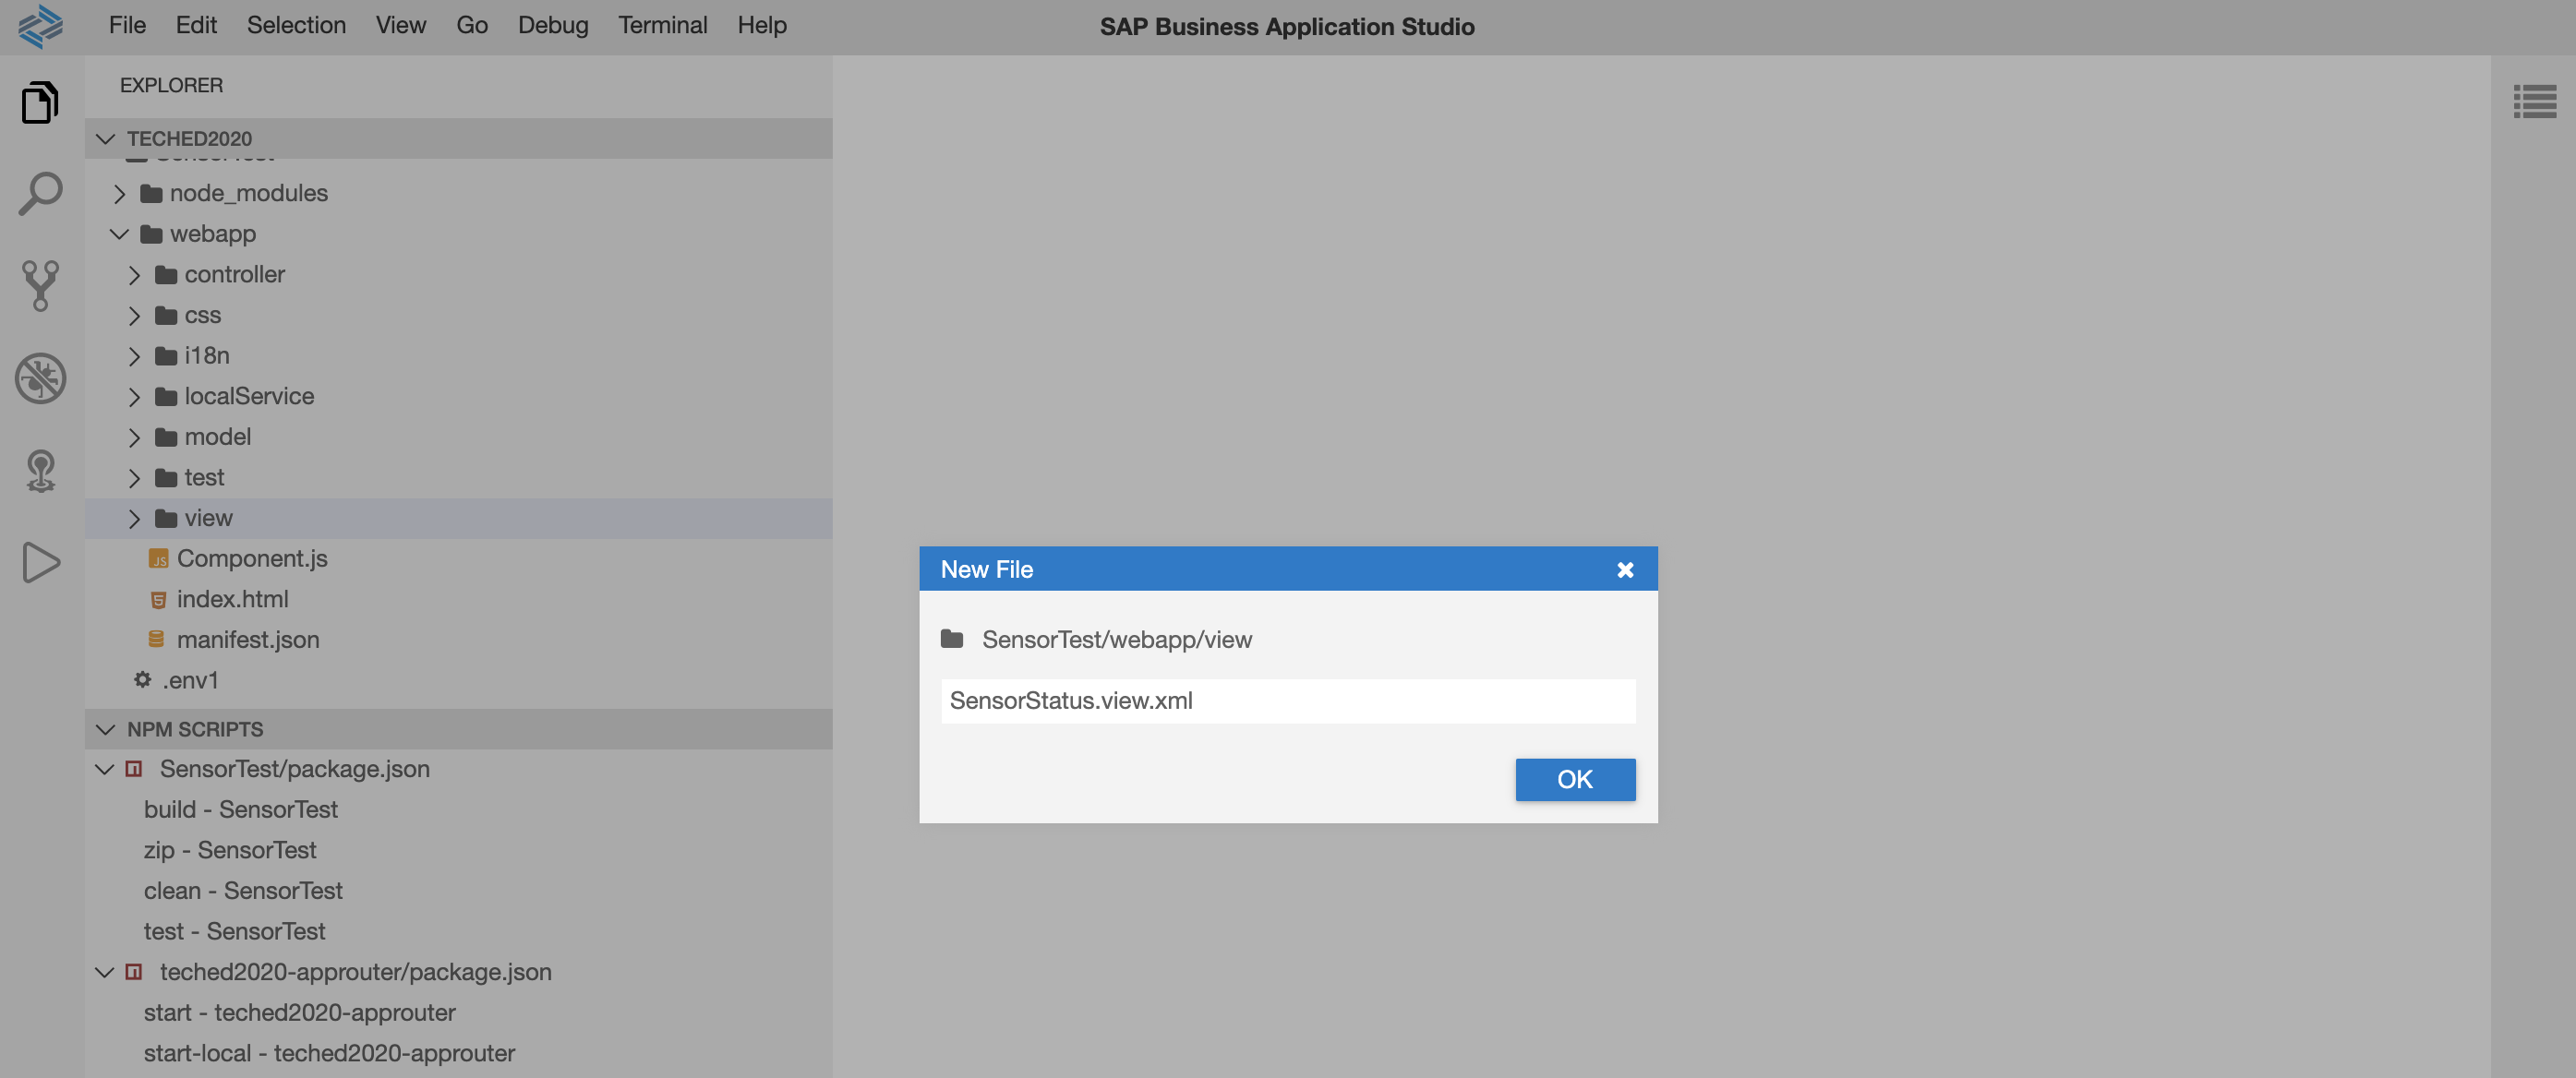 File Edit Selection View Go Debug Terminal Help
SAP Business Application Studio
EXPLORER
TECHED2020
node_modules
webapp
controller
css
i18n
localService
model
test
view
Component.js
index.html
manifest.json
.env1
NPM SCRIPTS
SensorTest/package.json
build - SensorTest
zip - SensorTest
clean - SensorTest
test - SensorTest
teched2020-approuter/package.json
start - teched2020-approuter
start-local - teched2020-approuter
New File
SensorTest/webapp/view
SensorStatus.view.xml
OK